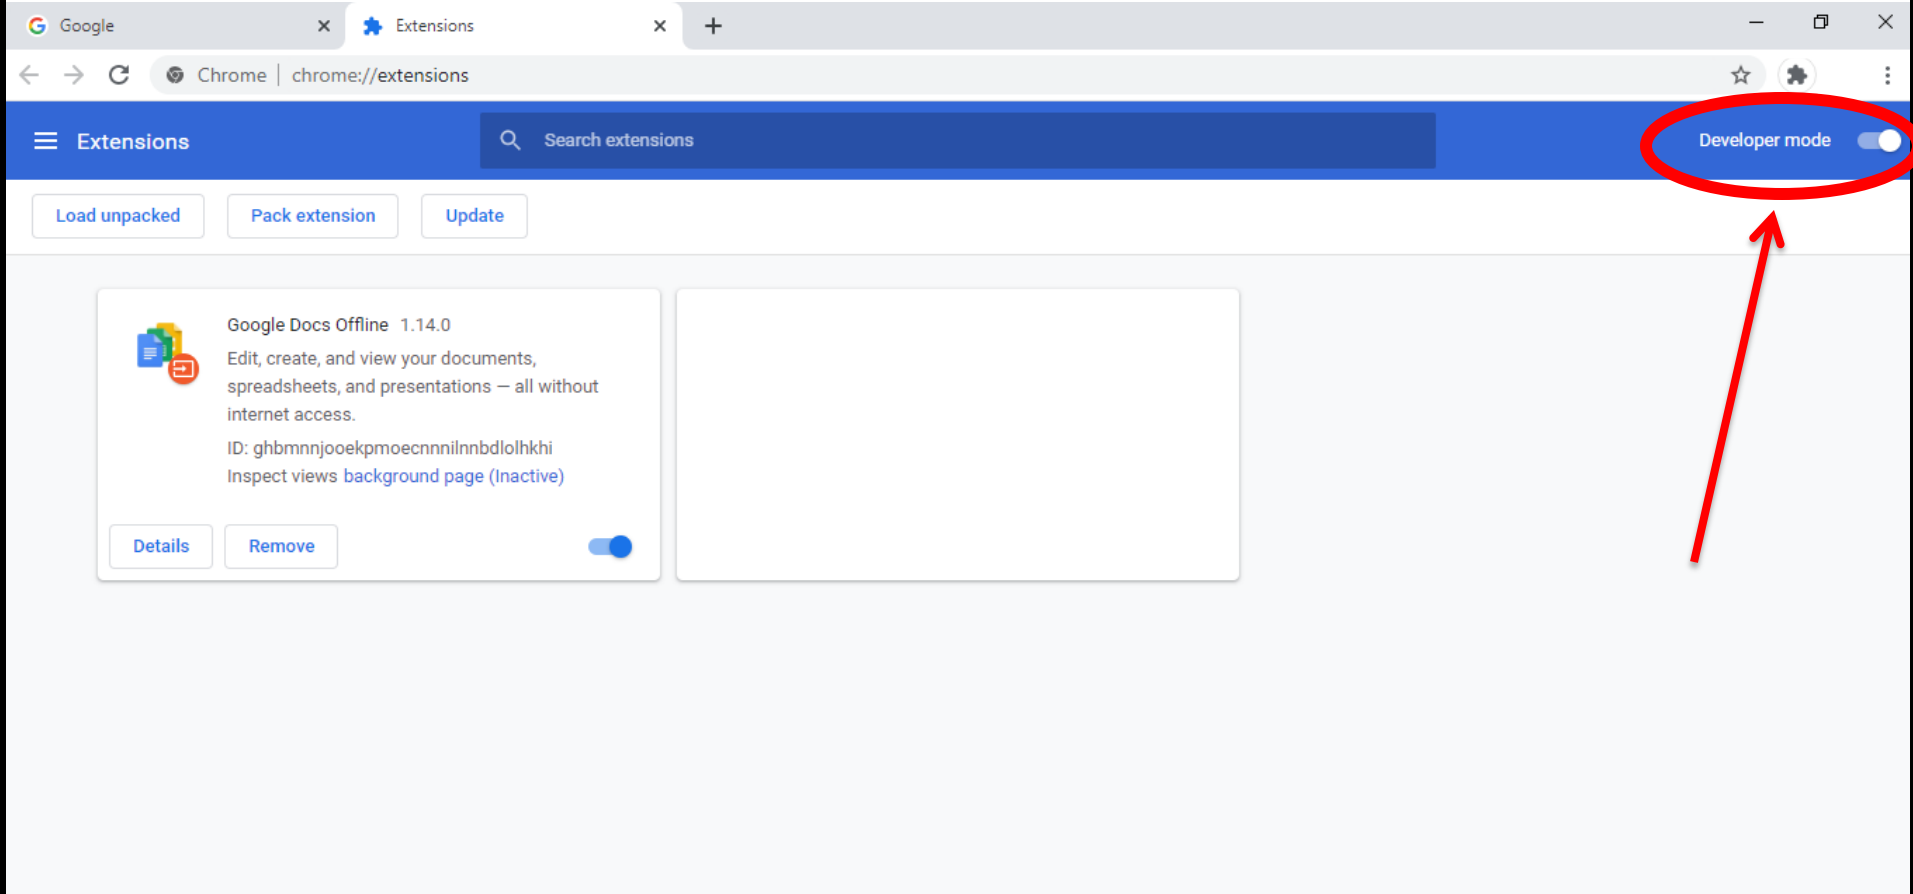 Google
Extensions
Chrome | chrome://extensions
Extensions
Search extensions
Developer mode
Load unpacked
Pack extension
Update
Google Docs Offline 1.14.0
Edit, create, and view your documents,
spreadsheets, and presentations — all without
internet access.
ID: ghbmnnjooekpmoecnnnilnnbdlolhkhi
Inspect views background page (Inactive)
Details
Remove